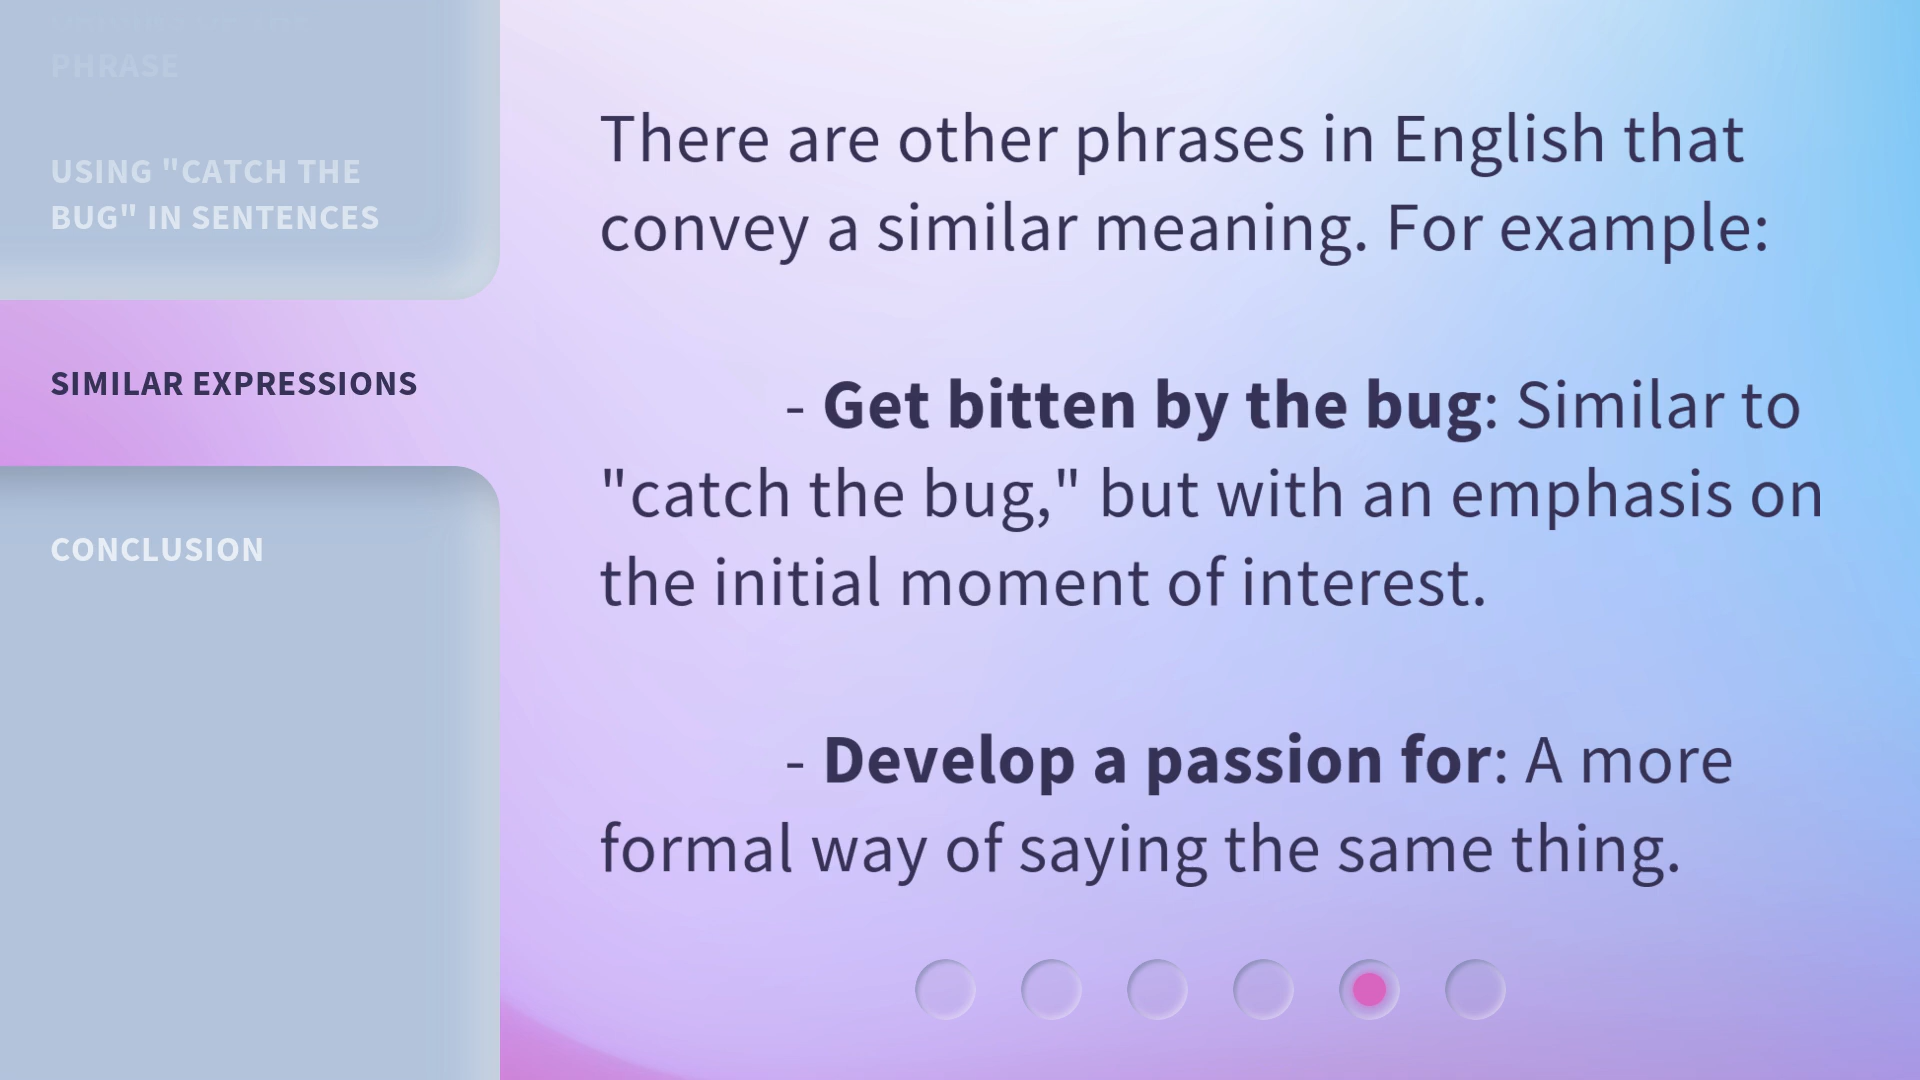 PHRASE
USING "CATCH THE
BUG" IN SENTENCES
SIMILAR EXPRESSIONS
CONCLUSION
There are other phrases in English that
convey a similar meaning. For example:
- Get bitten by the bug: Similar to
"catch the bug," but with an emphasis on
the initial moment of interest.
- Develop a passion for: A more
formal way of saying the same thing.